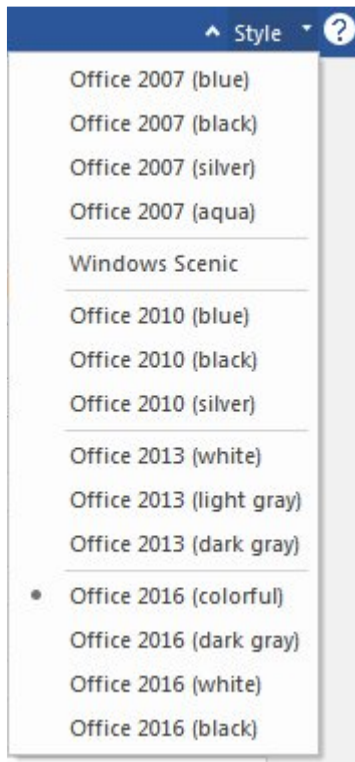 Style
Office 2007 (blue)
Office 2007 (black)
Office 2007 (silver)
Office 2007 (aqua)
Windows Scenic
Office 2010 (blue)
Office 2010 (black)
Office 2010 (silver)
Office 2013 (white)
Office 2013 (light gray)
Office 2013 (dark gray)
Office 2016 (colorful)
Office 2016 (dark gray)
Office 2016 (white)
Office 2016 (black)